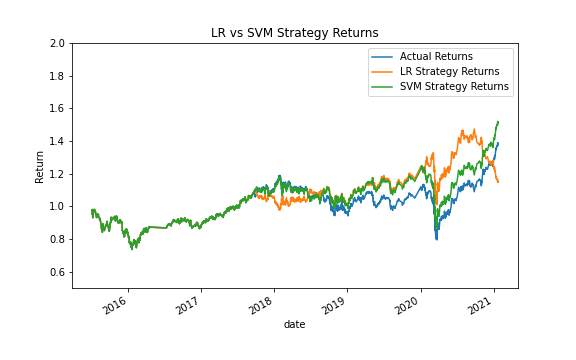 LR vs SVM Strategy Returns
2.0
1.8
1.6
1.4
1.2
1.0
0.8
0.6
Return
Actual Returns
LR Strategy Returns
SVM Strategy Returns
2016
2017
2018
2019
2020
2021
date